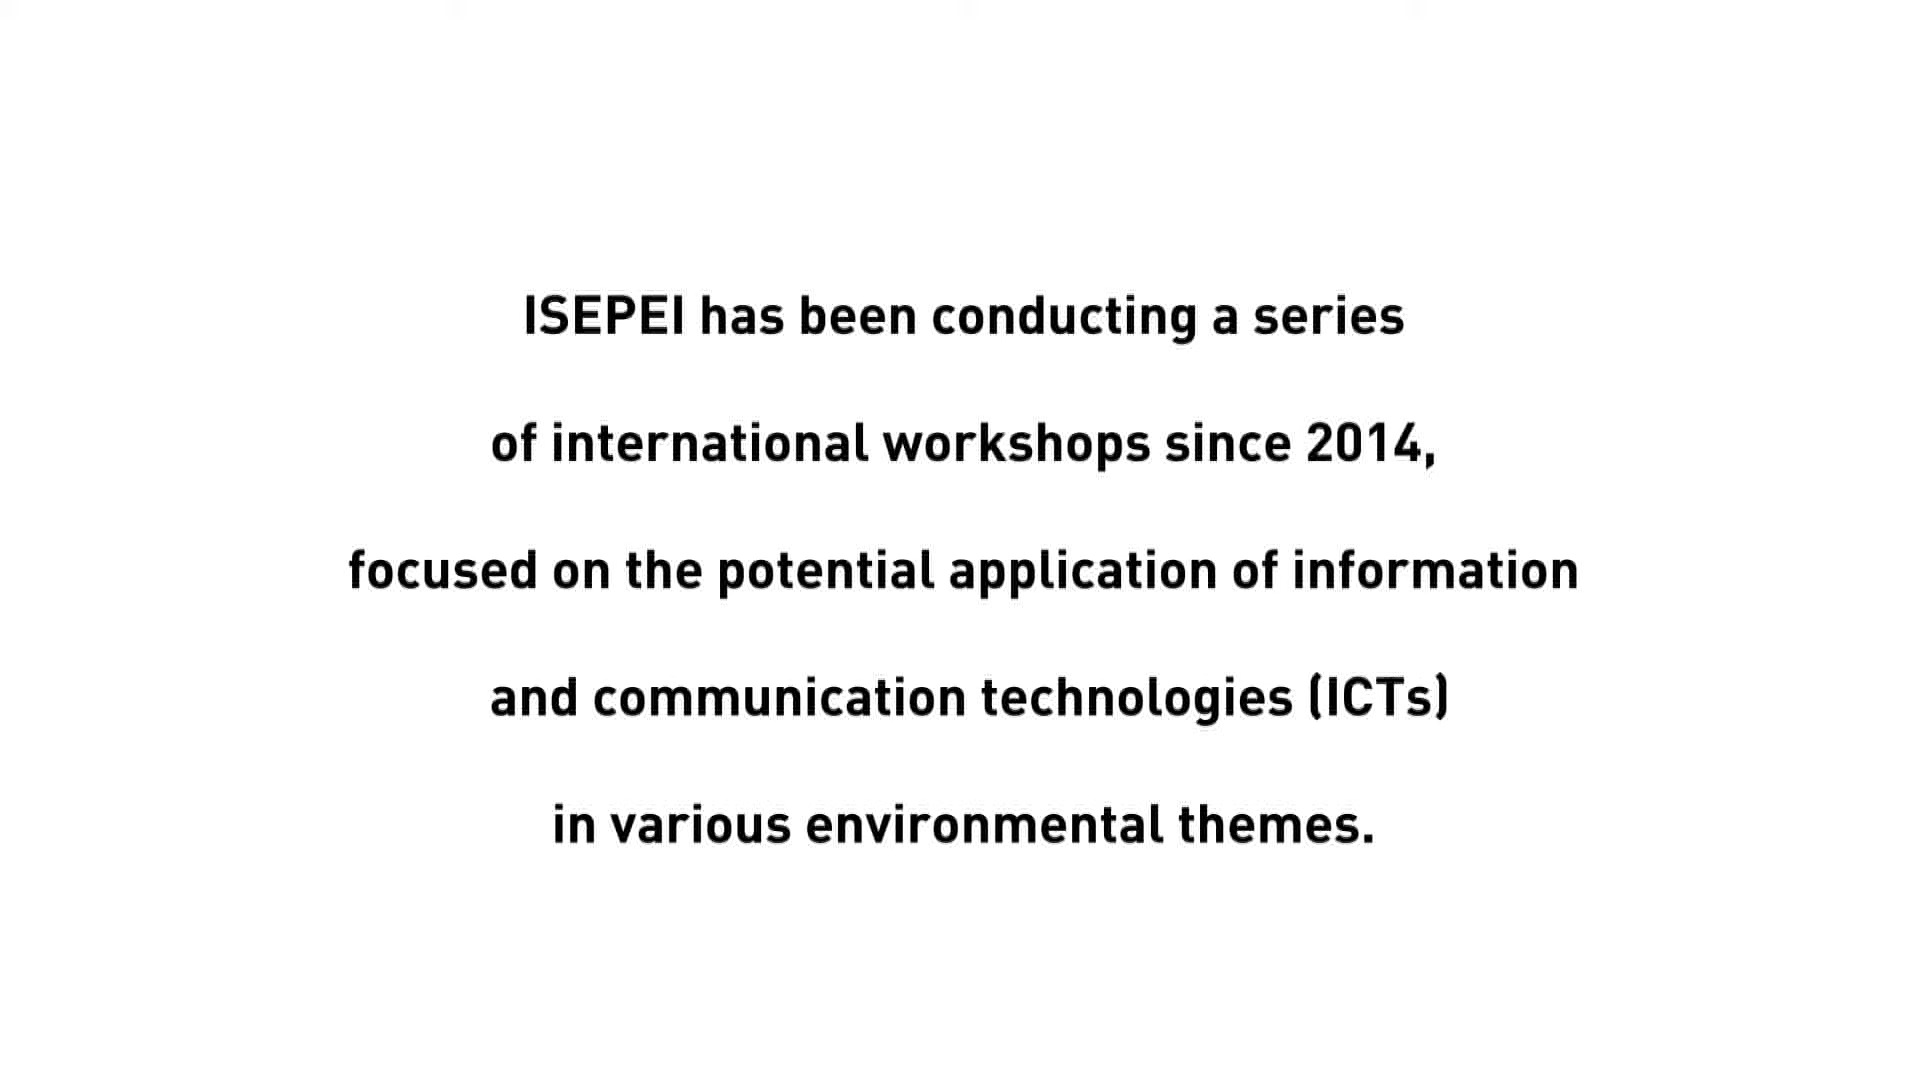 ISEPEI has been conducting a series
of international workshops since 2014,
focused on the potential application of information
and communication technologies (ICTs)
in various environmental themes.